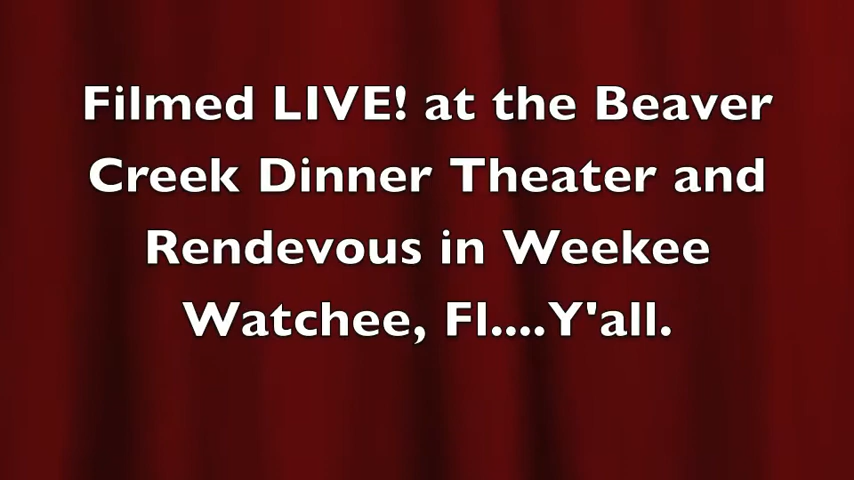 Filmed LIVE! at the Beaver
Creek Dinner Theater and
Rendevous in Weekee
Watchee, Fl....Y'all.